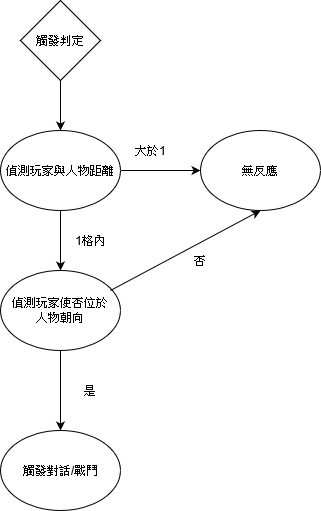 觸發判定
偵測玩家與人物距離
大於1
無反應
1格內
否
偵測玩家使否位於
人物朝向
是
觸發對話/戰鬥